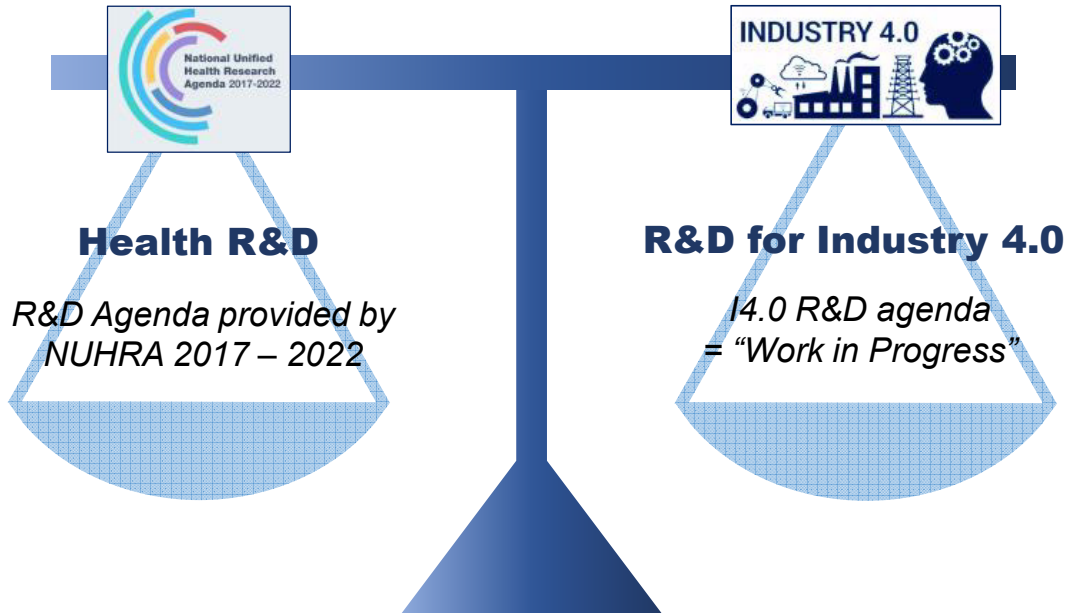 National Unified
Health Research
Agenda 2017-2022
INDUSTRY 4.0
Health R&D
R&D Agenda provided by
NUHRA 2017 – 2022
R&D for Industry 4.0
I4.0 R&D agenda
= “Work in Progress”